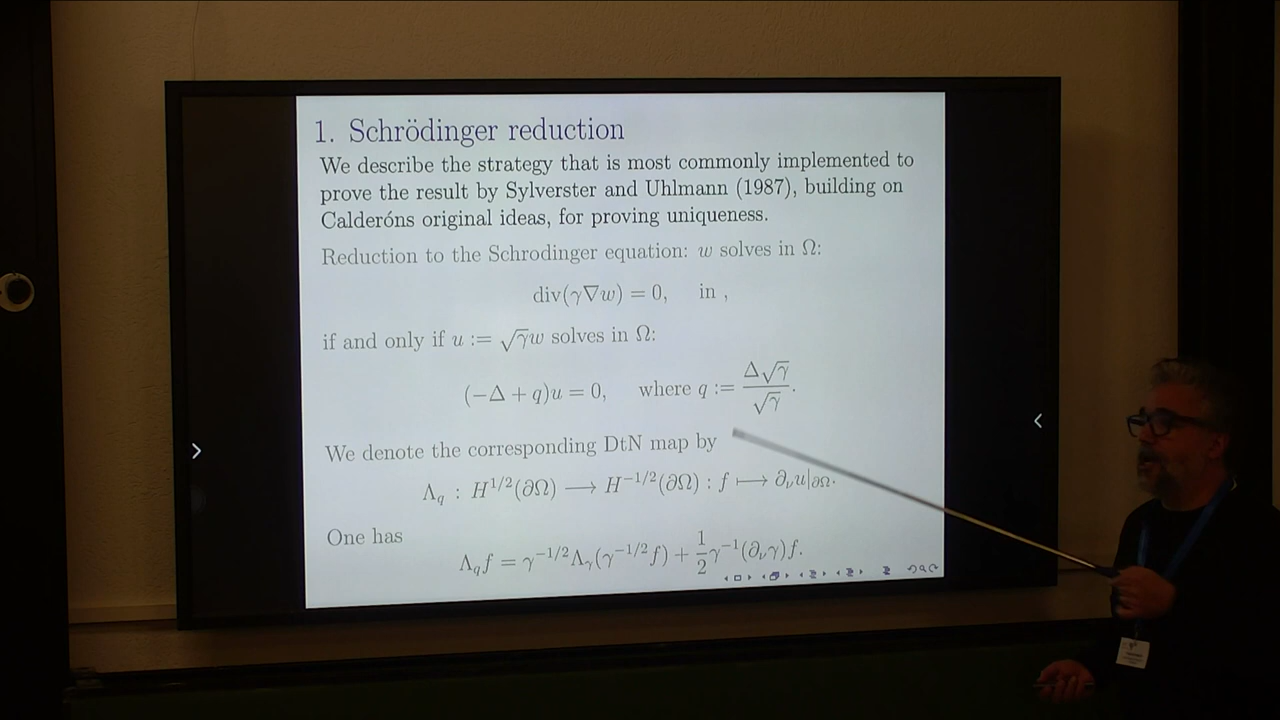 1. Schrödinger reduction
We describe the strategy that is most commonly implemented to
prove the result by Sylverster and Uhlmann (1987), building on
Calderóns original ideas, for proving uniqueness.
Reduction to the Schrodinger equation: w solves in Ω:
div(γ∇w) = 0, in ,
if and only if u := √γw solves in Ω:
(−Δ + q)u = 0, where q := Δ√γ / √γ.
We denote the corresponding DtN map by
Λ_q : H^{1/2}(∂Ω) ⟶ H^{−1/2}(∂Ω) : f ⟼ ∂_ν u|_{∂Ω}.
One has
Λ_q f = γ^{−1/2}Λ_γ(γ^{−1/2} f) + 1/2 γ^{−1}(∂_ν γ)f.